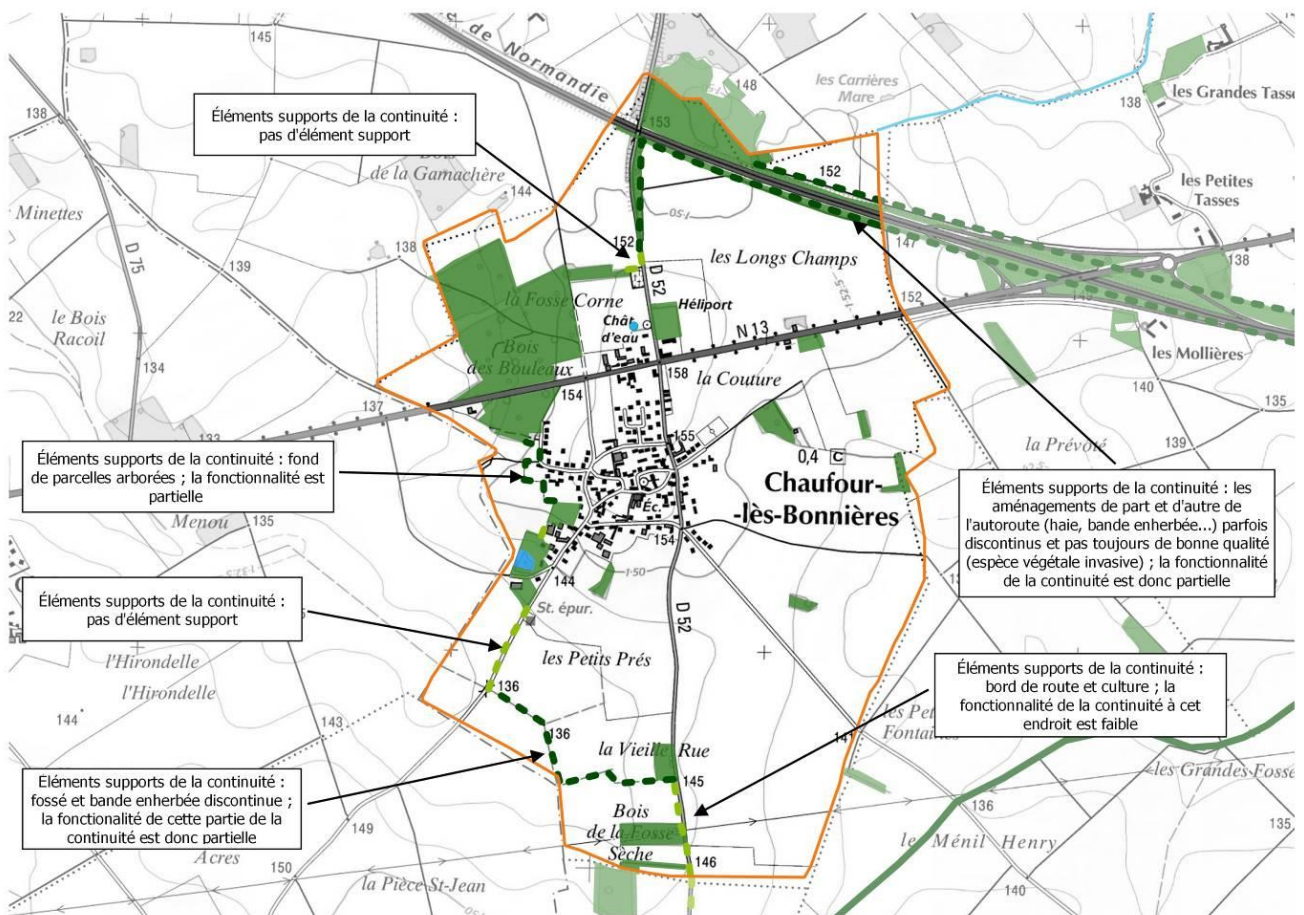 145
de Normandie
148
les Carrières
Mare
138
les Grandes Tasse
138
Éléments supports de la continuité :
pas d'élément support
153
de la Gamachère
144
152
les Petites
Tasses
Minettes
D 75
138
139
152
147
138
les Longs Champs
D 52
la Fosse Corne
Héliport
Chât
d'eau
N 13
152
22
le Bois
Racoil
134
Bois
des Bouleaux
158
la Couture
les Mollières
140
135
137
154
133
155
la Prévoté
139
0,4
C
Éléments supports de la continuité : fond
de parcelles arborées ; la fonctionnalité est
partielle
Chaufour-
-lès-Bonnières
Éc.
Éléments supports de la continuité : les
aménagements de part et d'autre de
l'autoroute (haie, bande enherbée...) parfois
discontinus et pas toujours de bonne qualité
(espèce végétale invasive) ; la fonctionnalité
de la continuité est donc partielle
Menou
135
154
144
150
St. épur.
D 52
Éléments supports de la continuité :
pas d'élément support
l'Hirondelle
l'Hirondelle
les Petits Prés
136
144
143
Éléments supports de la continuité :
bord de route et culture ; la
fonctionnalité de la continuité à cet
endroit est faible
Fontaines
136
la Vieille Rue
145
les Grandes Fosse
Éléments supports de la continuité :
fossé et bande enherbée discontinue ;
la fonctionalité de cette partie de la
continuité est donc partielle
Acres
149
Bois
de la Fosse
Sèche
136
135
le Ménil Henry
146
150
la Pièce St-Jean
140